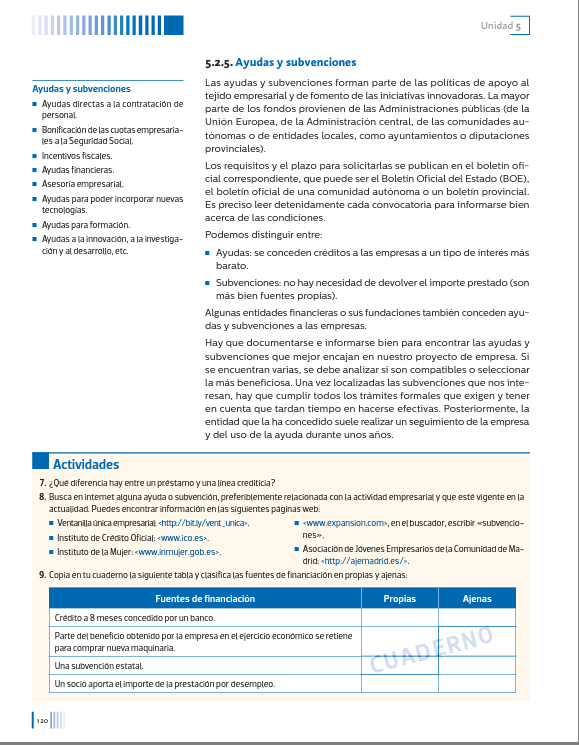 Unidad 5
5.2.5. Ayudas y subvenciones
Ayudas y subvenciones
Ayudas directas a la contratación de
personal.
Bonificación de las cuotas empresaria-
les a la Seguridad Social.
Incentivos fiscales.
Ayudas financieras.
Asesoría empresarial.
Ayudas para poder incorporar nuevas
tecnologías.
Ayudas para formación.
Ayudas a la innovación, a la investiga-
ción y al desarrollo, etc.
Las ayudas y subvenciones forman parte de las políticas de apoyo al
tejido empresarial y de fomento de las iniciativas innovadoras. La mayor
parte de los fondos provienen de las Administraciones públicas (de la
Unión Europea, de la Administración central, de las comunidades au-
tónomas o de entidades locales, como ayuntamientos o diputaciones
provinciales).
Los requisitos y el plazo para solicitarlas se publican en el boletín ofi-
cial correspondiente, que puede ser el Boletín Oficial del Estado (BOE),
el boletín oficial de una comunidad autónoma o un boletín provincial.
Es preciso leer detenidamente cada convocatoria para informarse bien
acerca de las condiciones.
Podemos distinguir entre:
Ayudas: se conceden créditos a las empresas a un tipo de interés más
barato.
Subvenciones: no hay necesidad de devolver el importe prestado (son
más bien fuentes propias).
Algunas entidades financieras o sus fundaciones también conceden ayu-
das y subvenciones a las empresas.
Hay que documentarse e informarse bien para encontrar las ayudas y
subvenciones que mejor encajan en nuestro proyecto de empresa. Si
se encuentran varias, se debe analizar si son compatibles o seleccionar
la más beneficiosa. Una vez localizadas las subvenciones que nos inte-
resan, hay que cumplir todos los trámites formales que exigen y tener
en cuenta que tardan tiempo en hacerse efectivas. Posteriormente, la
entidad que la ha concedido suele realizar un seguimiento de la empresa
y del uso de la ayuda durante unos años.
Actividades
7. ¿Qué diferencia hay entre un préstamo y una línea crediticia?
8. Busca en internet alguna ayuda o subvención, preferiblemente relacionada con la actividad empresarial y que esté vigente en la
actualidad. Puedes encontrar información en las siguientes páginas web:
Ventanilla única empresarial: <http://bit.ly/vent_unica>.
Instituto de Crédito Oficial: <www.ico.es>.
Instituto de la Mujer: <www.inmujer.gob.es>.
<www.expansion.com>, en el buscador, escribir «subvencio-
nes».
Asociación de Jóvenes Empresarios de la Comunidad de Ma-
drid: <http://ajemadrid.es/>.
9. Copia en tu cuaderno la siguiente tabla y clasifica las fuentes de financiación en propias y ajenas:
Fuentes de financiación Propias Ajenas
Crédito a 8 meses concedido por un banco.
Parte del beneficio obtenido por la empresa en el ejercicio económico se retiene
para comprar nueva maquinaria.
Una subvención estatal.
Un socio aporta el importe de la prestación por desempleo.
CUADERNO
120